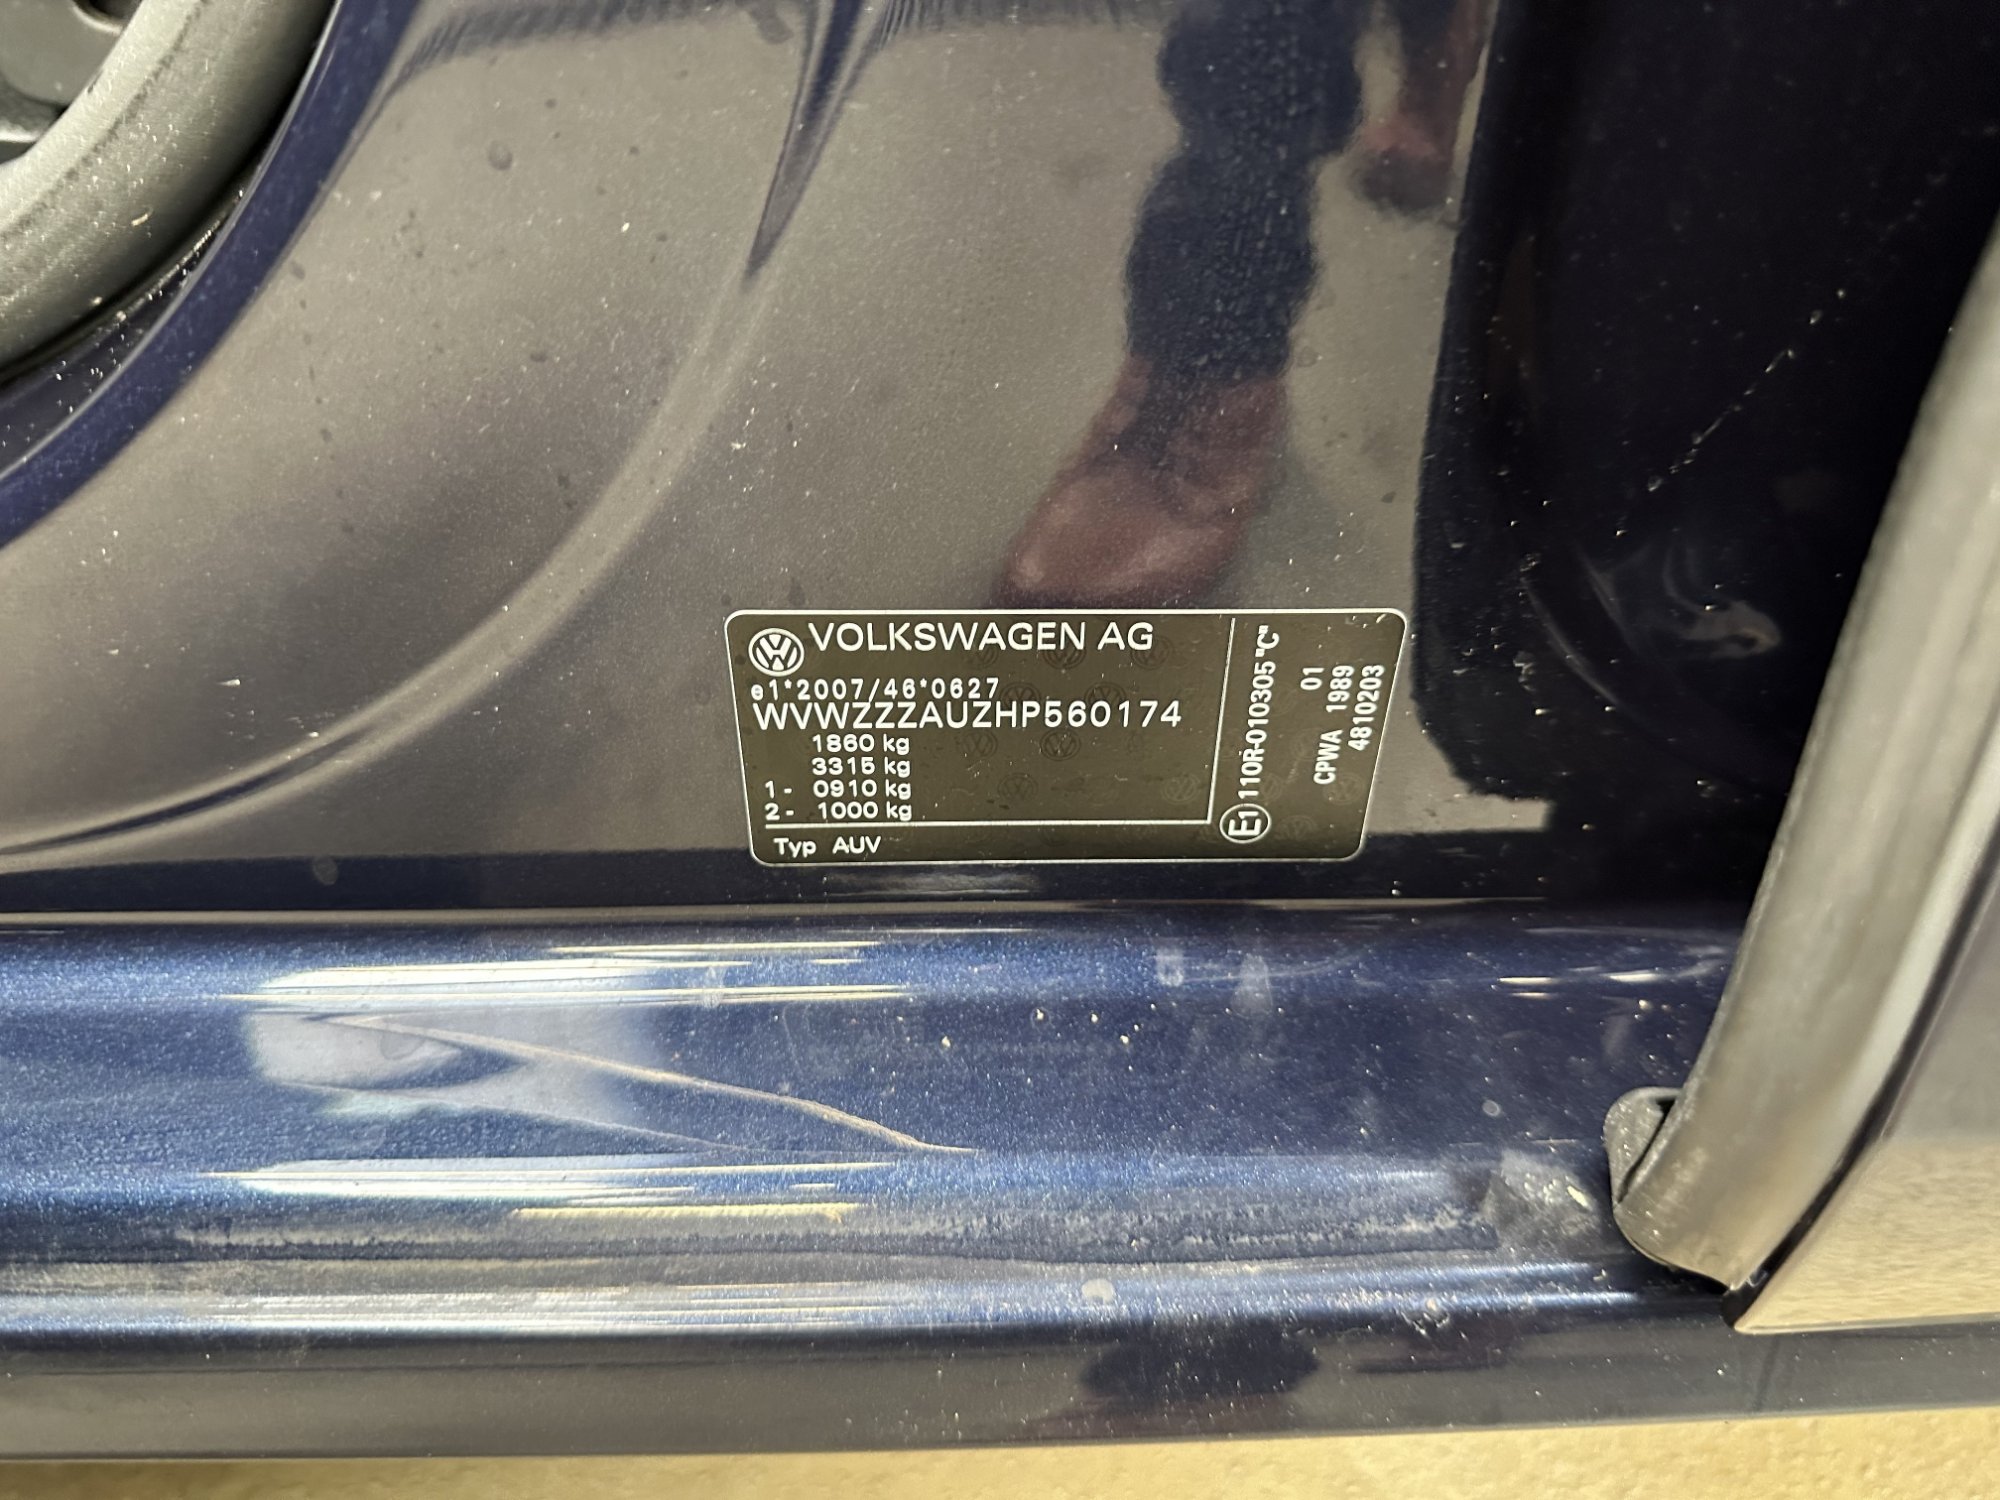 VOLKSWAGEN AG
e1*2007/46*0627
WVWZZZAUZHP560174
1860 kg
3315 kg
1- 0910 kg
2- 1000 kg
Typ AUV
E1 110R-010305"C"
01
CPWA 1989
4810203